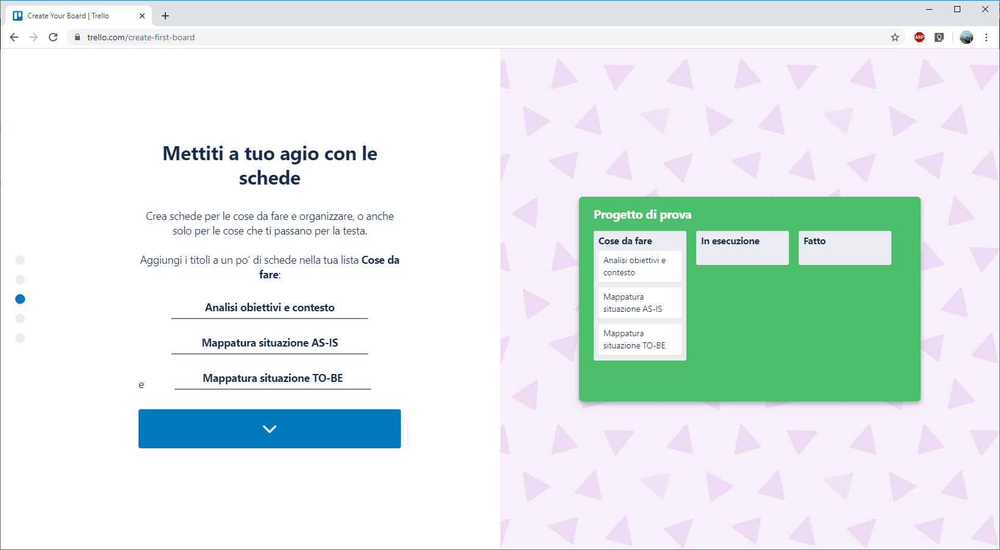 Create Your Board | Trello
trello.com/create-first-board
ABP
Mettiti a tuo agio con le
schede
Crea schede per le cose da fare e organizzare, o anche
solo per le cose che ti passano per la testa.
Aggiungi i titoli a un po’ di schede nella tua lista Cose da
fare:
Analisi obiettivi e contesto
Mappatura situazione AS-IS
e
Mappatura situazione TO-BE
Progetto di prova
Cose da fare
Analisi obiettivi e
contesto
Mappatura
situazione AS-IS
Mappatura
situazione TO-BE
In esecuzione
Fatto